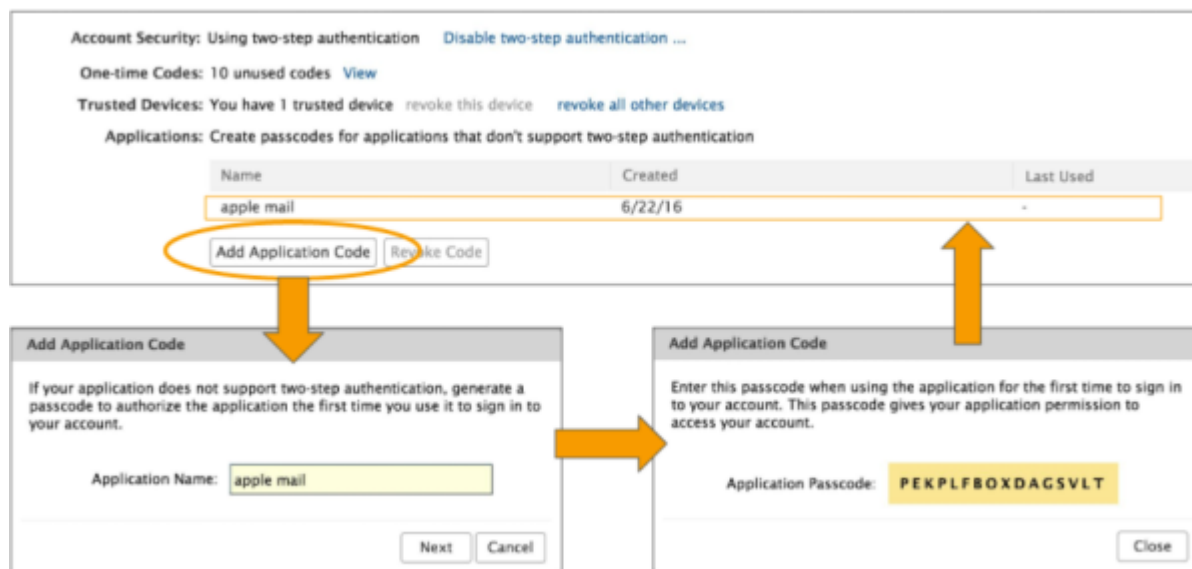 Account Security: Using two-step authentication Disable two-step authentication ...
One-time Codes: 10 unused codes View
Trusted Devices: You have 1 trusted device revoke this device revoke all other devices
Applications: Create passcodes for applications that don't support two-step authentication
Name Created Last Used
apple mail 6/22/16 -
Add Application Code Revoke Code
Add Application Code
If your application does not support two-step authentication, generate a
passcode to authorize the application the first time you use it to sign in to
your account.
Application Name: apple mail
Next Cancel
Add Application Code
Enter this passcode when using the application for the first time to sign in
to your account. This passcode gives your application permission to
access your account.
Application Passcode: PEKPLFBOXDAGSVLT
Close